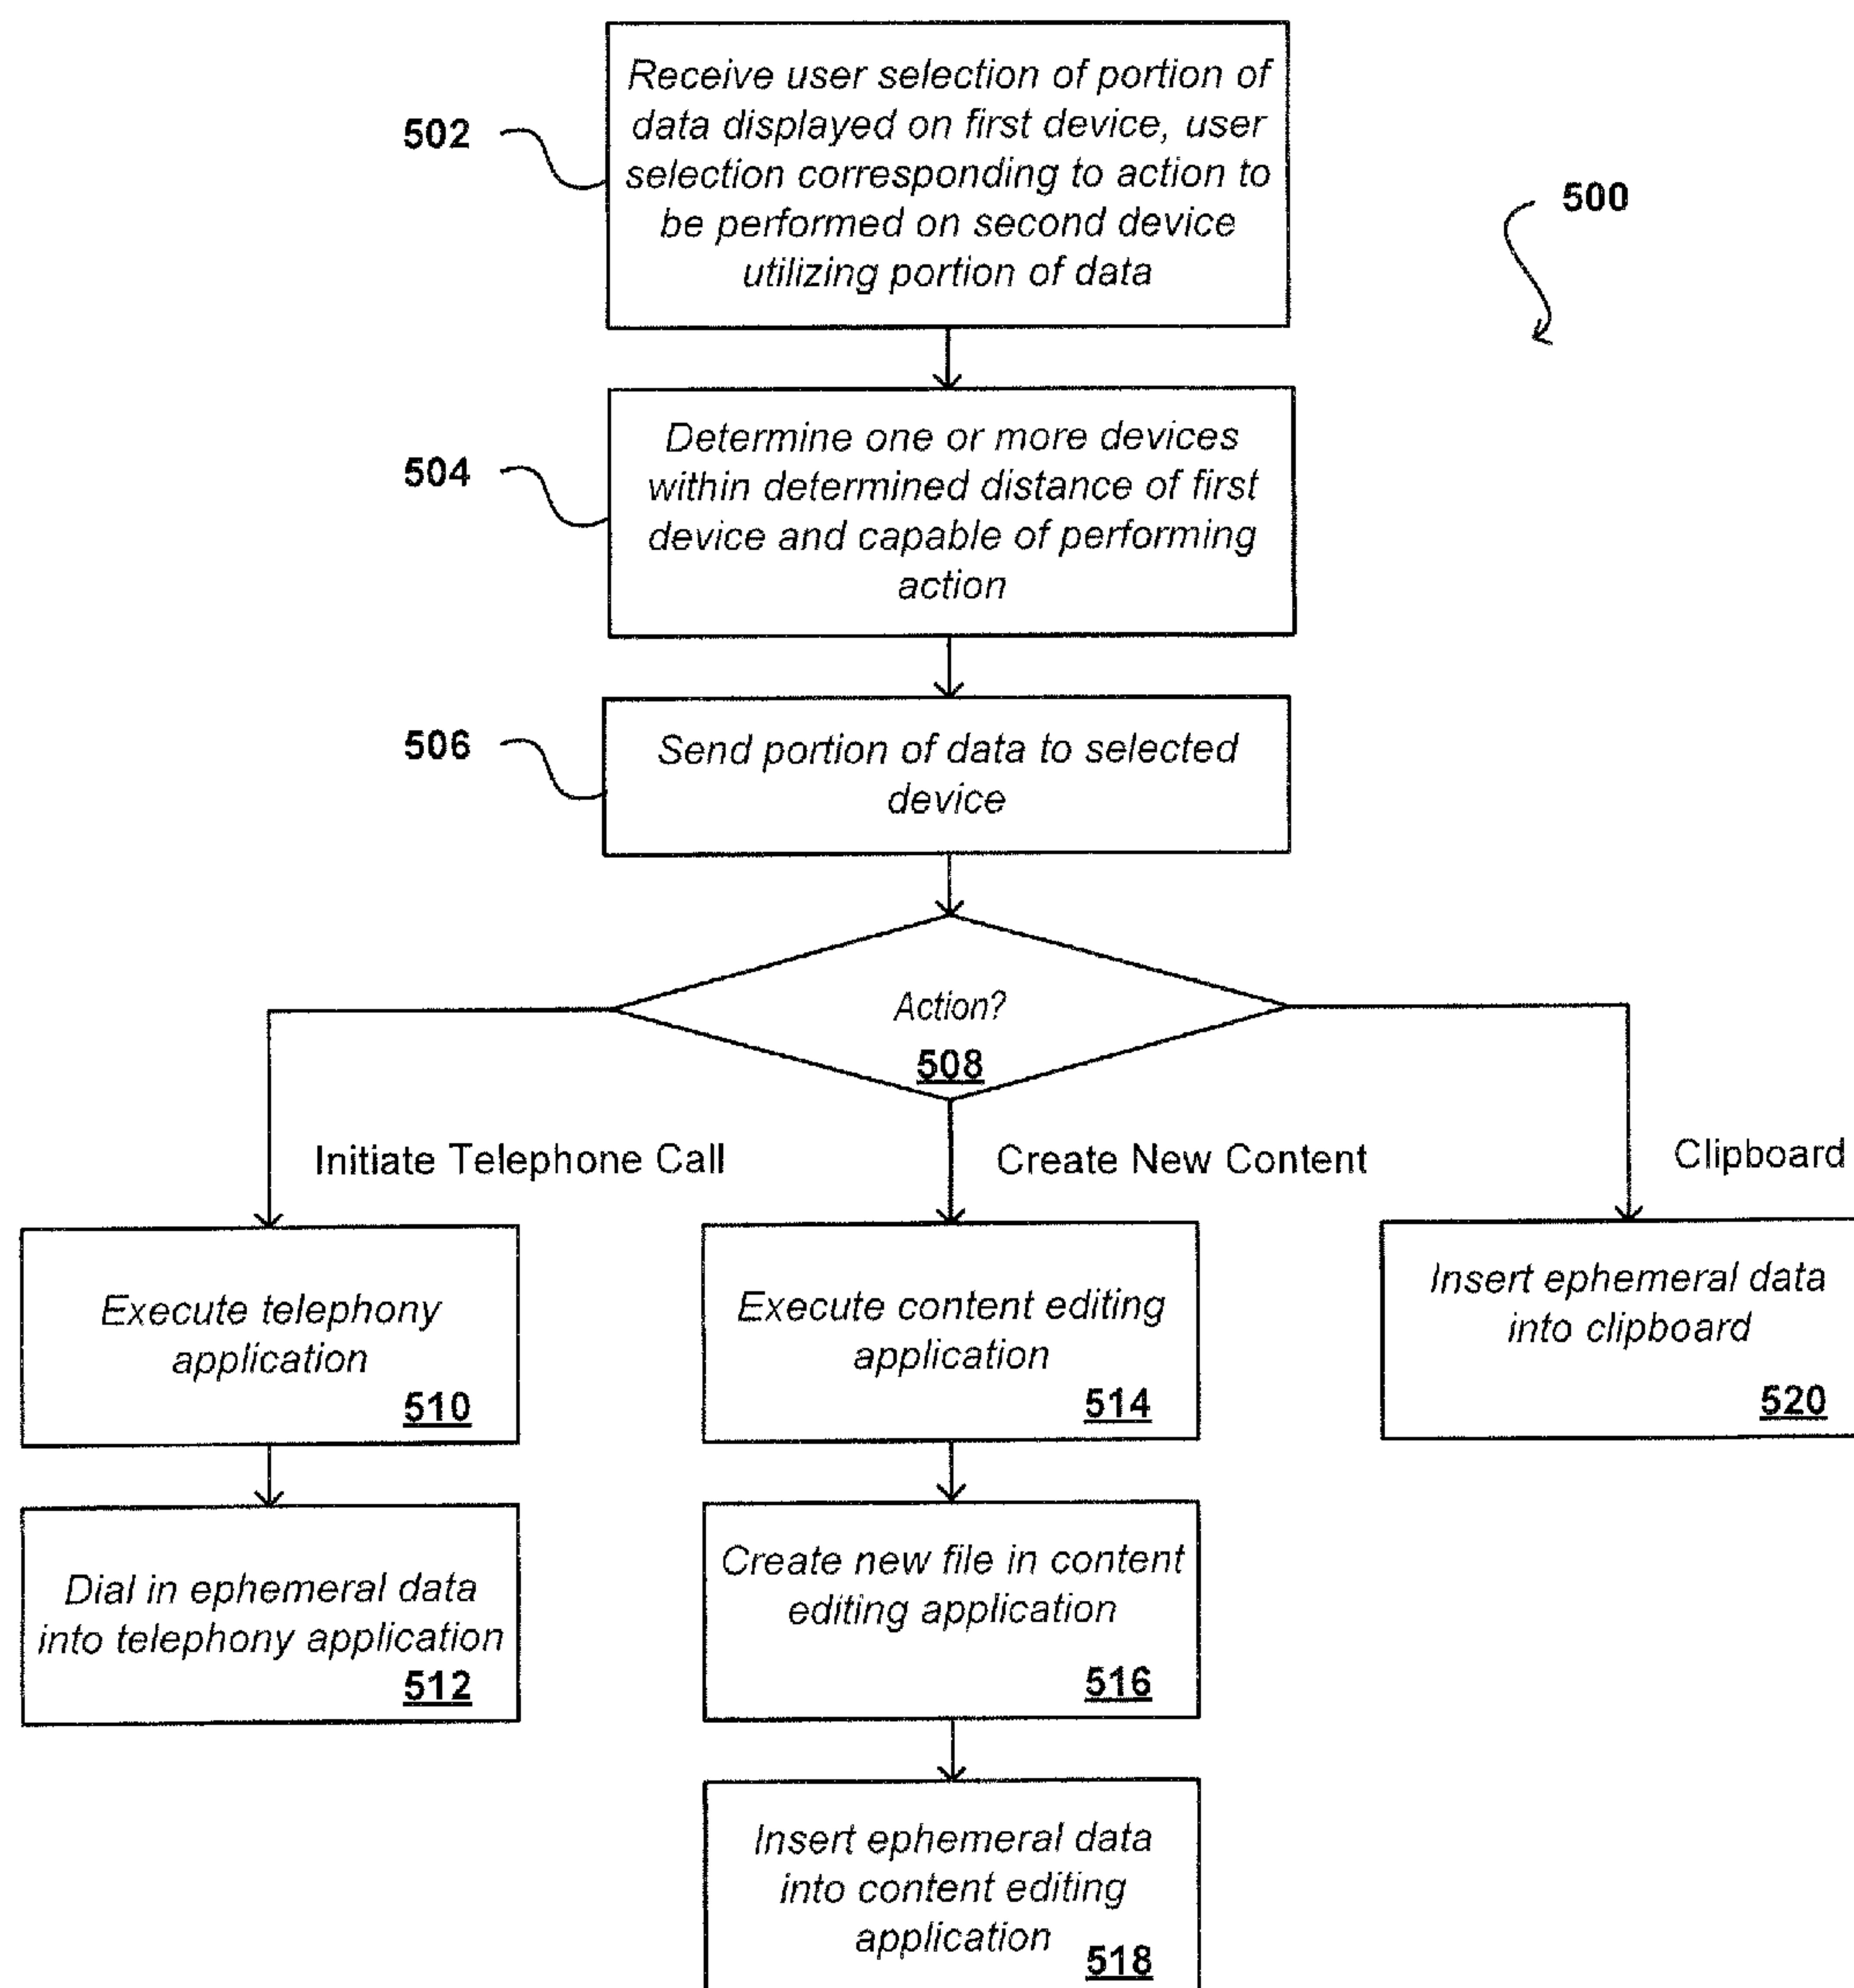 Receive user selection of portion of
data displayed on first device, user
selection corresponding to action to
be performed on second device
utilizing portion of data
502
500
Determine one or more devices
within determined distance of first
device and capable of performing
action
504
Send portion of data to selected
device
506
Action?
508
Initiate Telephone Call
Create New Content
Clipboard
Execute telephony
application
510
Execute content editing
application
514
Insert ephemeral data
into clipboard
520
Dial in ephemeral data
into telephony application
512
Create new file in content
editing application
516
Insert ephemeral data
into content editing
application
518